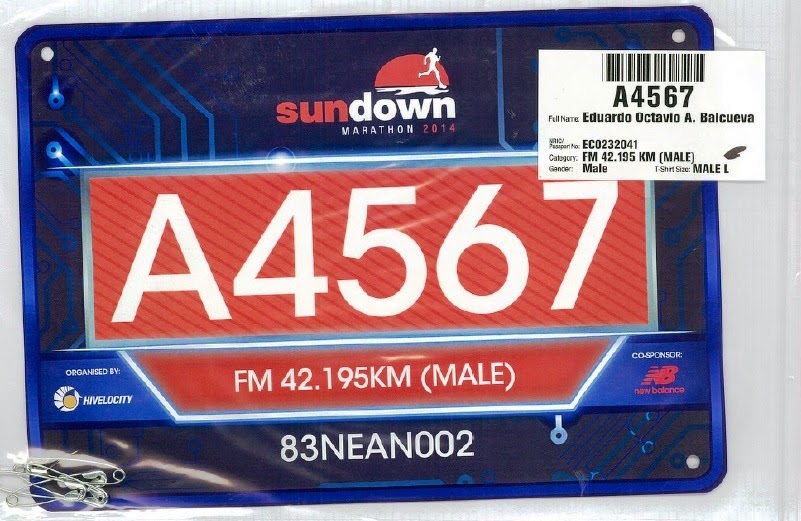 sundown
MARATHON 2014
A4567
Full Name: Eduardo Octavio A. Balcueva
NRIC/
Passport No: EC0232041
Category: FM 42.195 KM (MALE)
Gender: Male T-Shirt Size: MALE L
A4567
ORGANISED BY:
HIVELOCITY
FM 42.195KM (MALE)
CO-SPONSOR:
NB
new balance
83NEAN002